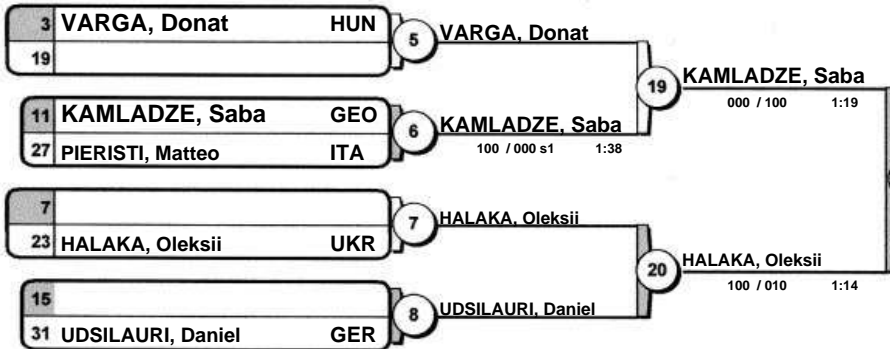 3 VARGA, Donat HUN
19
5 VARGA, Donat
11 KAMLADZE, Saba GEO
27 PIERISTI, Matteo ITA
6 KAMLADZE, Saba
100 / 000 s1 1:38
19 KAMLADZE, Saba
000 / 100 1:19
7
23 HALAKA, Oleksii UKR
7 HALAKA, Oleksii
15
31 UDSILAURI, Daniel GER
8 UDSILAURI, Daniel
20 HALAKA, Oleksii
100 / 010 1:14